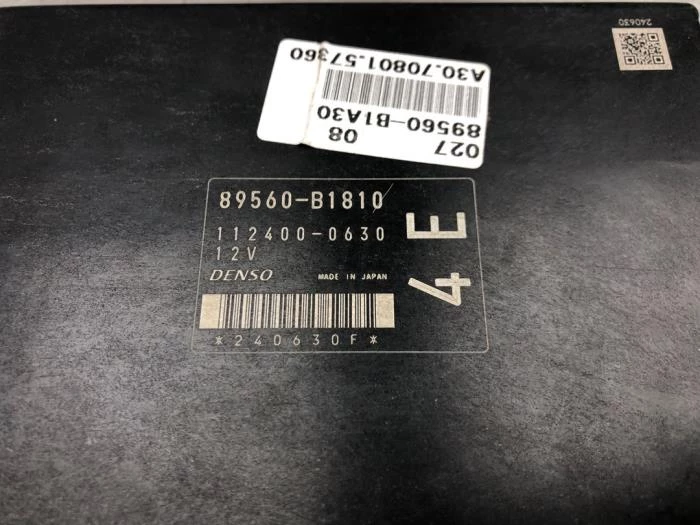 240630
A30.70801.57360
89560-B1A30
027 08
89560-B1810
112400-0630
12V
DENSO MADE IN JAPAN
*240630F*
4E